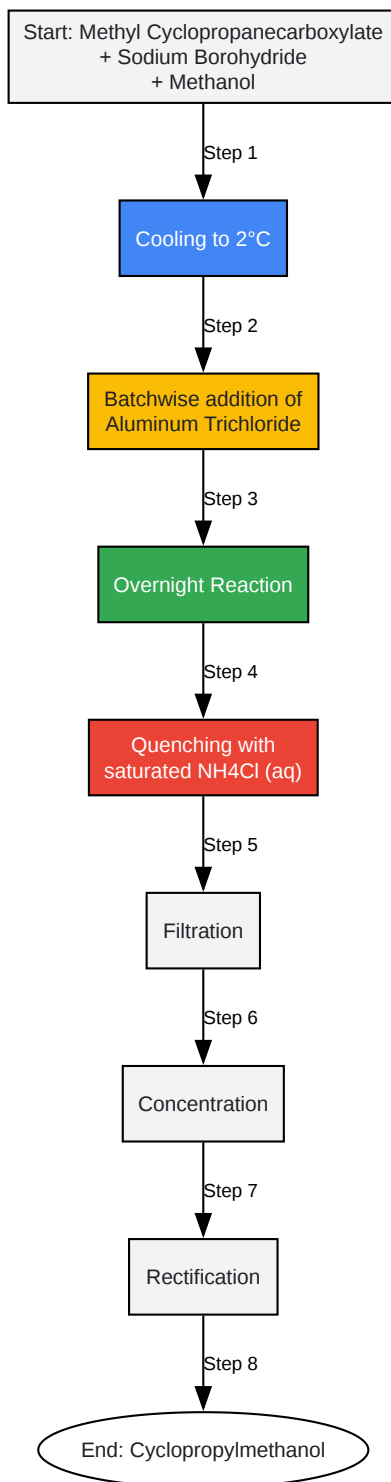 Start: Methyl Cyclopropanecarboxylate
+ Sodium Borohydride
+ Methanol
Step 1
Cooling to 2°C
Step 2
Batchwise addition of
Aluminum Trichloride
Step 3
Overnight Reaction
Step 4
Quenching with
saturated NH4Cl (aq)
Step 5
Filtration
Step 6
Concentration
Step 7
Rectification
Step 8
End: Cyclopropylmethanol